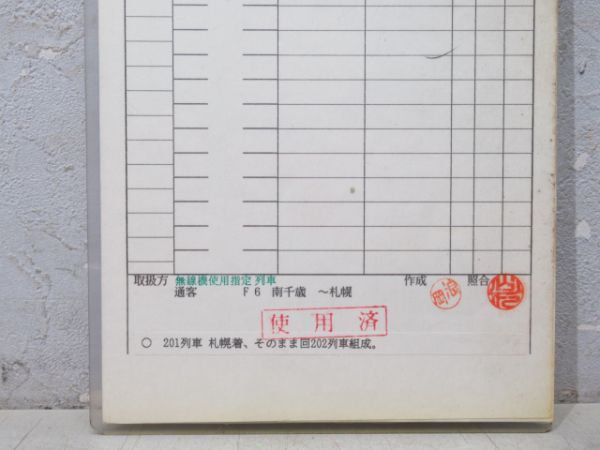 取扱方 無線機使用指定列車 作成 照合
通客 F6 南千歳 ～札幌
使用済
○ 201列車 札幌着、そのまま回202列車組成。